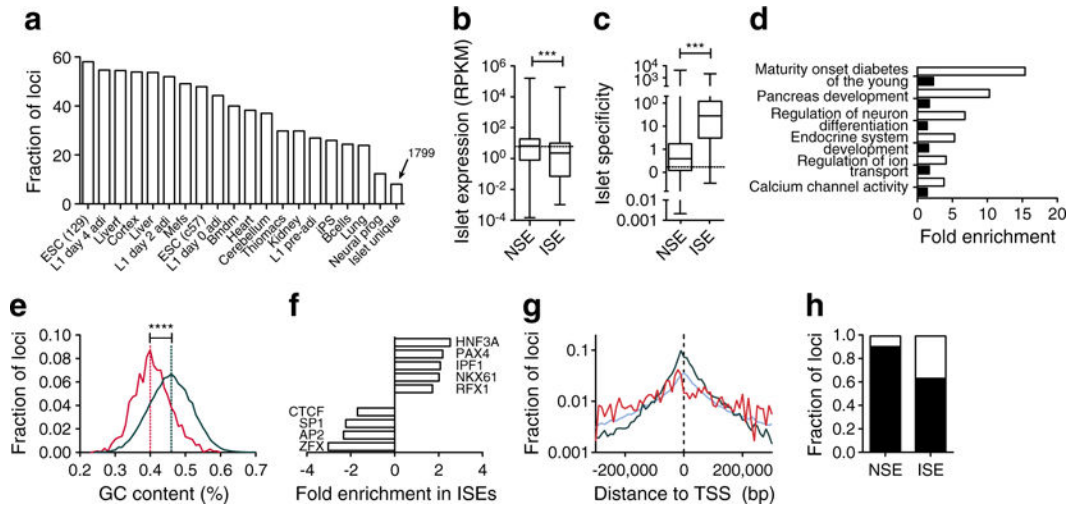 a
Fraction of loci
60
40
20
0
1799
ESC (129)
L1 day 4 adi
Liverf
Cortex
Liver
L1 day 2 adi
Mefs
ESC (c57)
L1 day 0 adi
Bmdm
Heart
Cerebellum
Thiomacs
Kidney
L1 pre-adi
iPS
Bcells
Lung
Neural prog
Islet unique
b
Islet expression (RPKM)
***
10^6
10^4
10^2
10^0
10^-2
10^-4
NSE
ISE
c
Islet specificity
***
10^4
10^3
10^0
10
1
0
0.01
0.001
NSE
ISE
d
Maturity onset diabetes
of the young
Pancreas development
Regulation of neuron
differentiation
Endocrine system
development
Regulation of ion
transport
Calcium channel activity
0 5 10 15 20
Fold enrichment
e
Fraction of loci
****
0.10
0.08
0.06
0.04
0.02
0
0.2 0.3 0.4 0.5 0.6 0.7
GC content (%)
f
HNF3A
PAX4
IPF1
NKX61
RFX1
CTCF
SP1
AP2
ZFX
-4 -2 0 2 4
Fold enrichment in ISEs
g
Fraction of loci
0.1
0.01
0.001
-200,000 0 200,000
Distance to TSS (bp)
h
Fraction of loci
1.0
0.8
0.6
0.4
0.2
0
NSE ISE